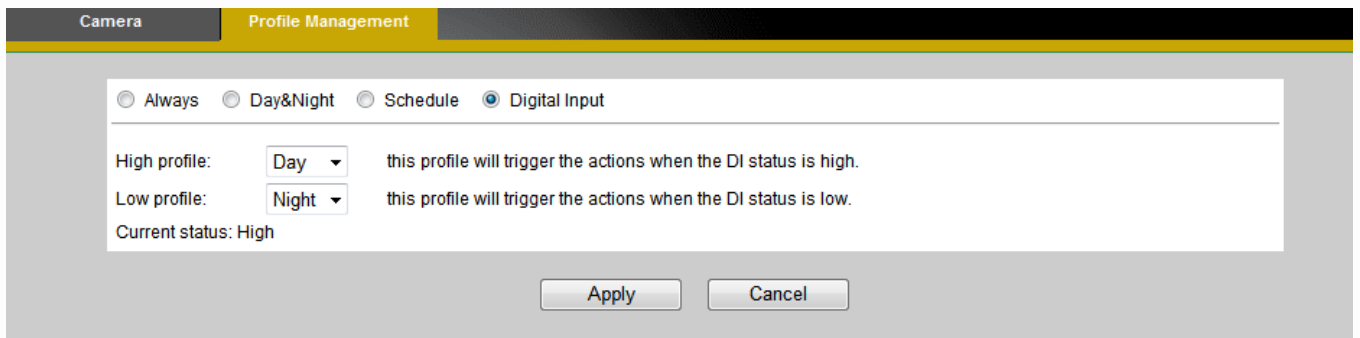 Camera Profile Management
Always Day&Night Schedule Digital Input
High profile: Day this profile will trigger the actions when the DI status is high.
Low profile: Night this profile will trigger the actions when the DI status is low.
Current status: High
Apply Cancel